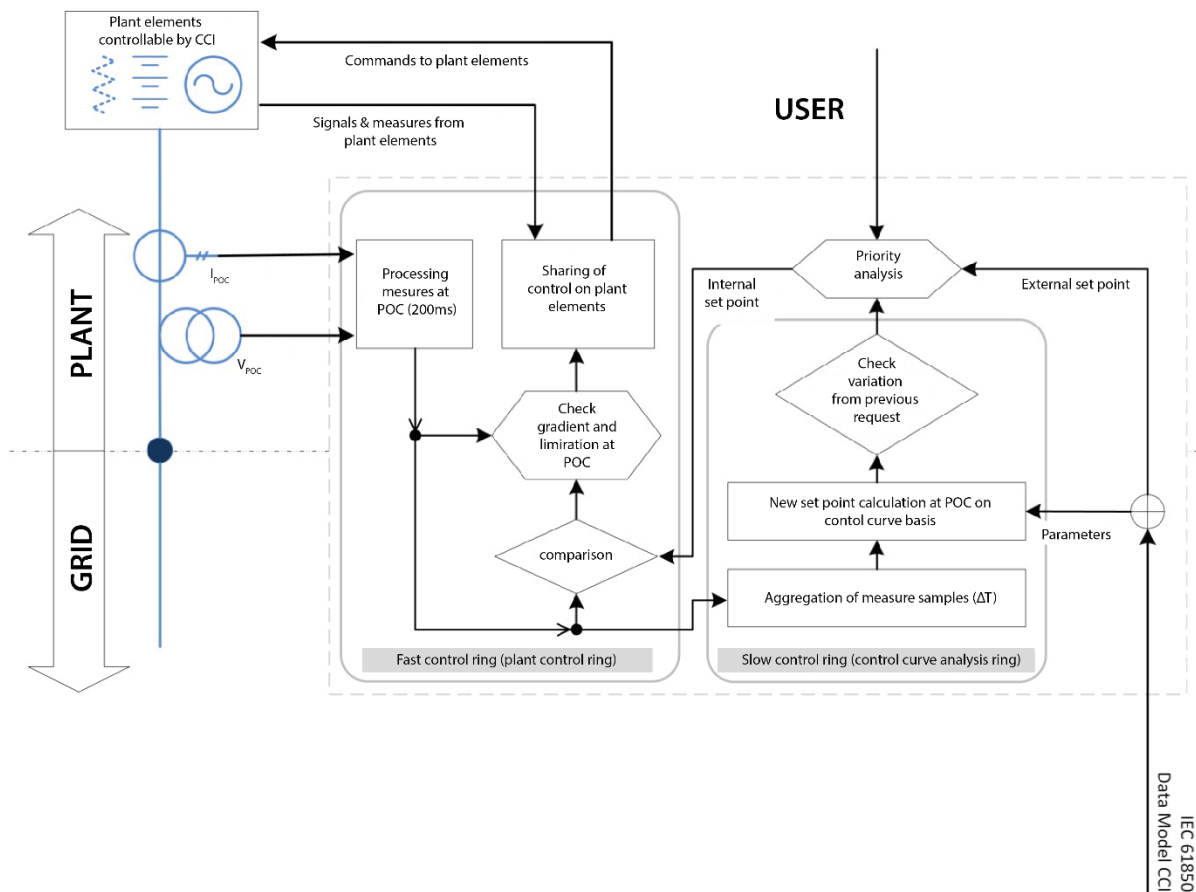 Plant elements
controllable by CCI
Commands to plant elements
Signals & measures from
plant elements
USER
PLANT
GRID
I POC
V POC
Processing
mesures at
POC (200ms)
Sharing of
control on plant
elements
Internal
set point
Priority
analysis
External set point
Check
variation
from previous
request
Check
gradient and
limiration at
POC
New set point calculation at POC on
contol curve basis
Parameters
comparison
Aggregation of measure samples (ΔT)
Fast control ring (plant control ring)
Slow control ring (control curve analysis ring)
IEC 61850
Data Model CCI